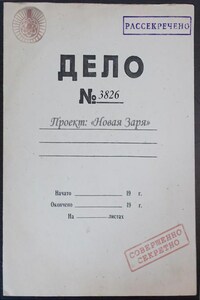 РАССЕКРЕЧЕНО
ДЕЛО
№ 3826
Проект: «Новая Заря»
Начато 19 г.
Окончено 19 г.
На листах
СОВЕРШЕННО
СЕКРЕТНО